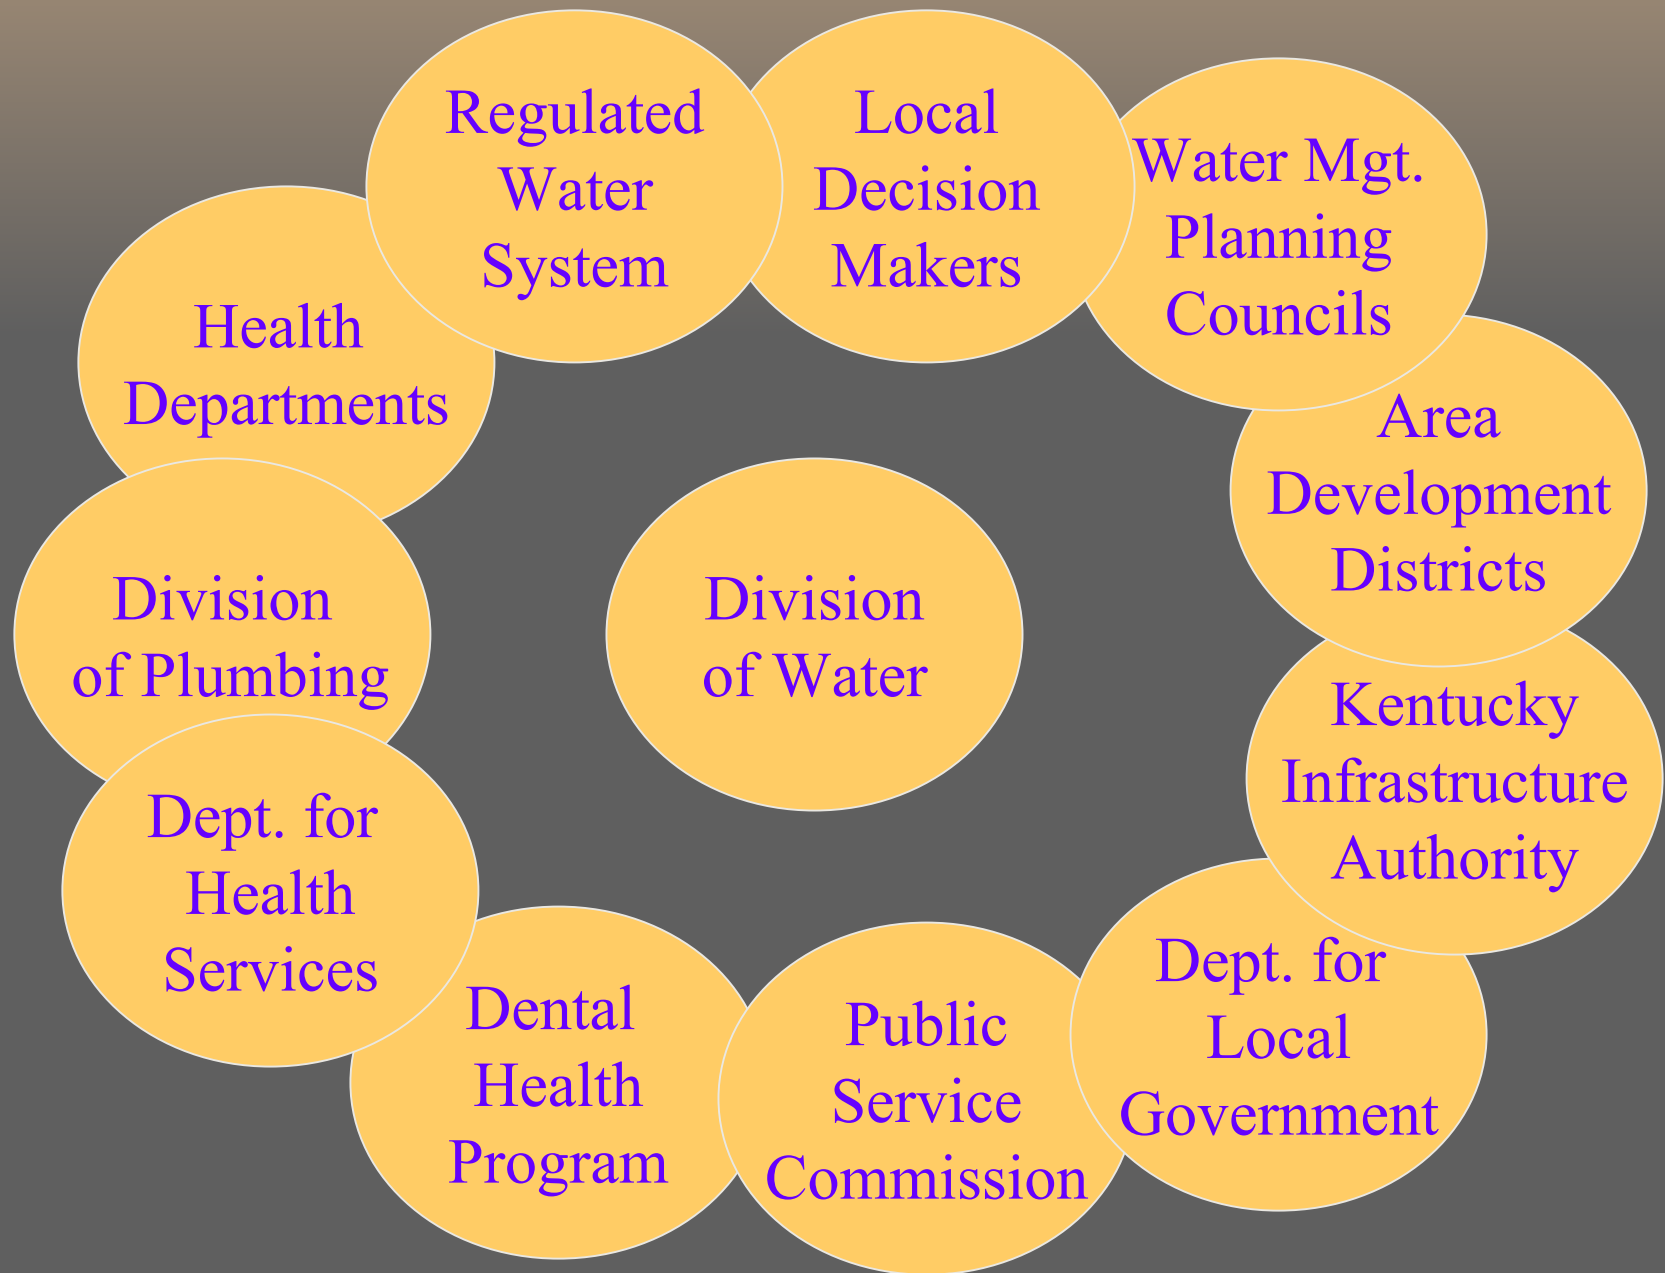 Regulated
Water
System
Local
Decision
Makers
Water Mgt.
Planning
Councils
Area
Development
Districts
Kentucky
Infrastructure
Authority
Dept. for
Local
Government
Public
Service
Commission
Dental
Health
Program
Dept. for
Health
Services
Division
of Plumbing
Health
Departments
Division
of Water